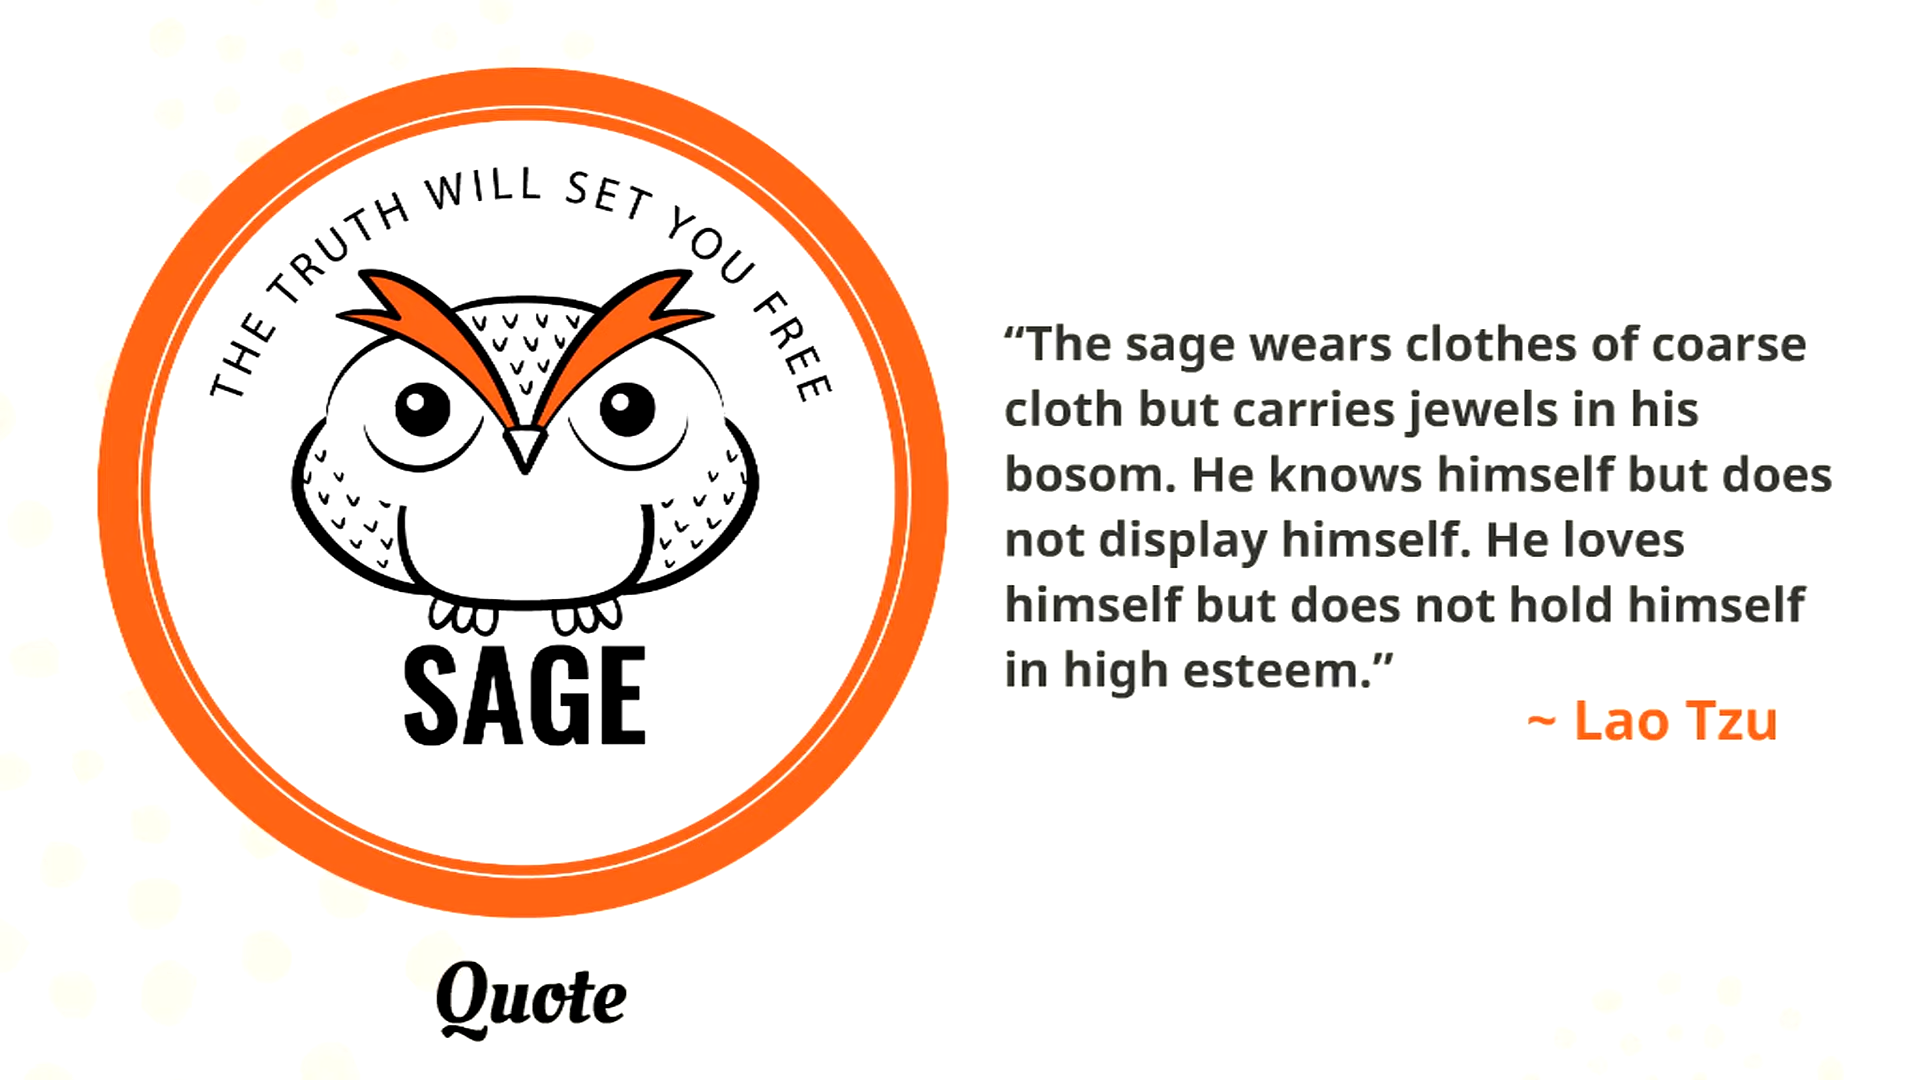 THE TRUTH WILL SET YOU FREE
SAGE
Quote
“The sage wears clothes of coarse
cloth but carries jewels in his
bosom. He knows himself but does
not display himself. He loves
himself but does not hold himself
in high esteem.”
~ Lao Tzu